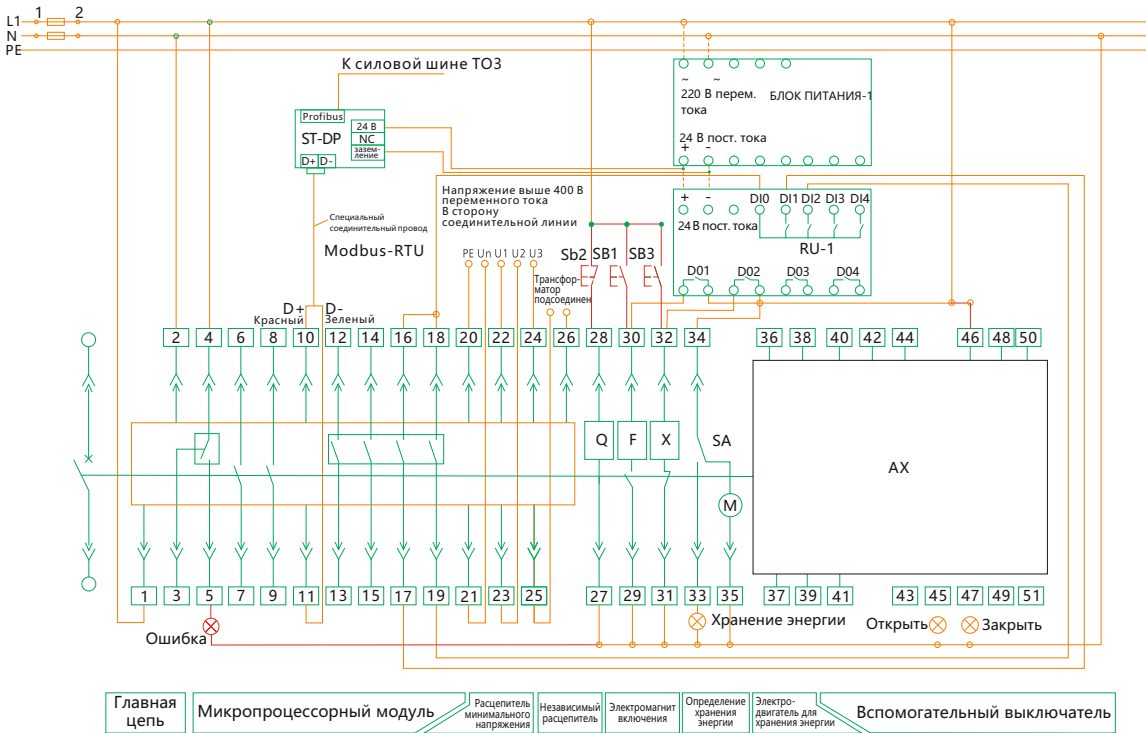 1 2
L1
N
PE
К силовой шине ТО3
Profibus
ST-DP
24 В
NC
зазем-
ление
D+ D-
~ ~
220 В перем.
тока
БЛОК ПИТАНИЯ-1
24 В пост. тока
+ -
Напряжение выше 400 В
переменного тока
В сторону
соединительной линии
+ - DI0 DI1 DI2 DI3 DI4
24 В пост. тока
RU-1
D01 D02 D03 D04
Специальный
соединительный провод
Modbus-RTU
PE Un U1 U2 U3
Sb2 SB1 SB3
Трансфор-
матор
подсоединен
D+ D-
Красный Зеленый
2 4 6 8 10 12 14 16 18 20 22 24 26 28 30 32 34 36 38 40 42 44 46 48 50
Q F X SA
M
AX
1 3 5 7 9 11 13 15 17 19 21 23 25 27 29 31 33 35 37 39 41 43 45 47 49 51
Ошибка
Хранение энергии
Открыть
Закрыть
Главная
цепь
Микропроцессорный модуль
Расцепитель
минимального
напряжения
Независимый
расцепитель
Электромагнит
включения
Определение
хранения
энергии
Электро-
двигатель для
хранения энергии
Вспомогательный выключатель